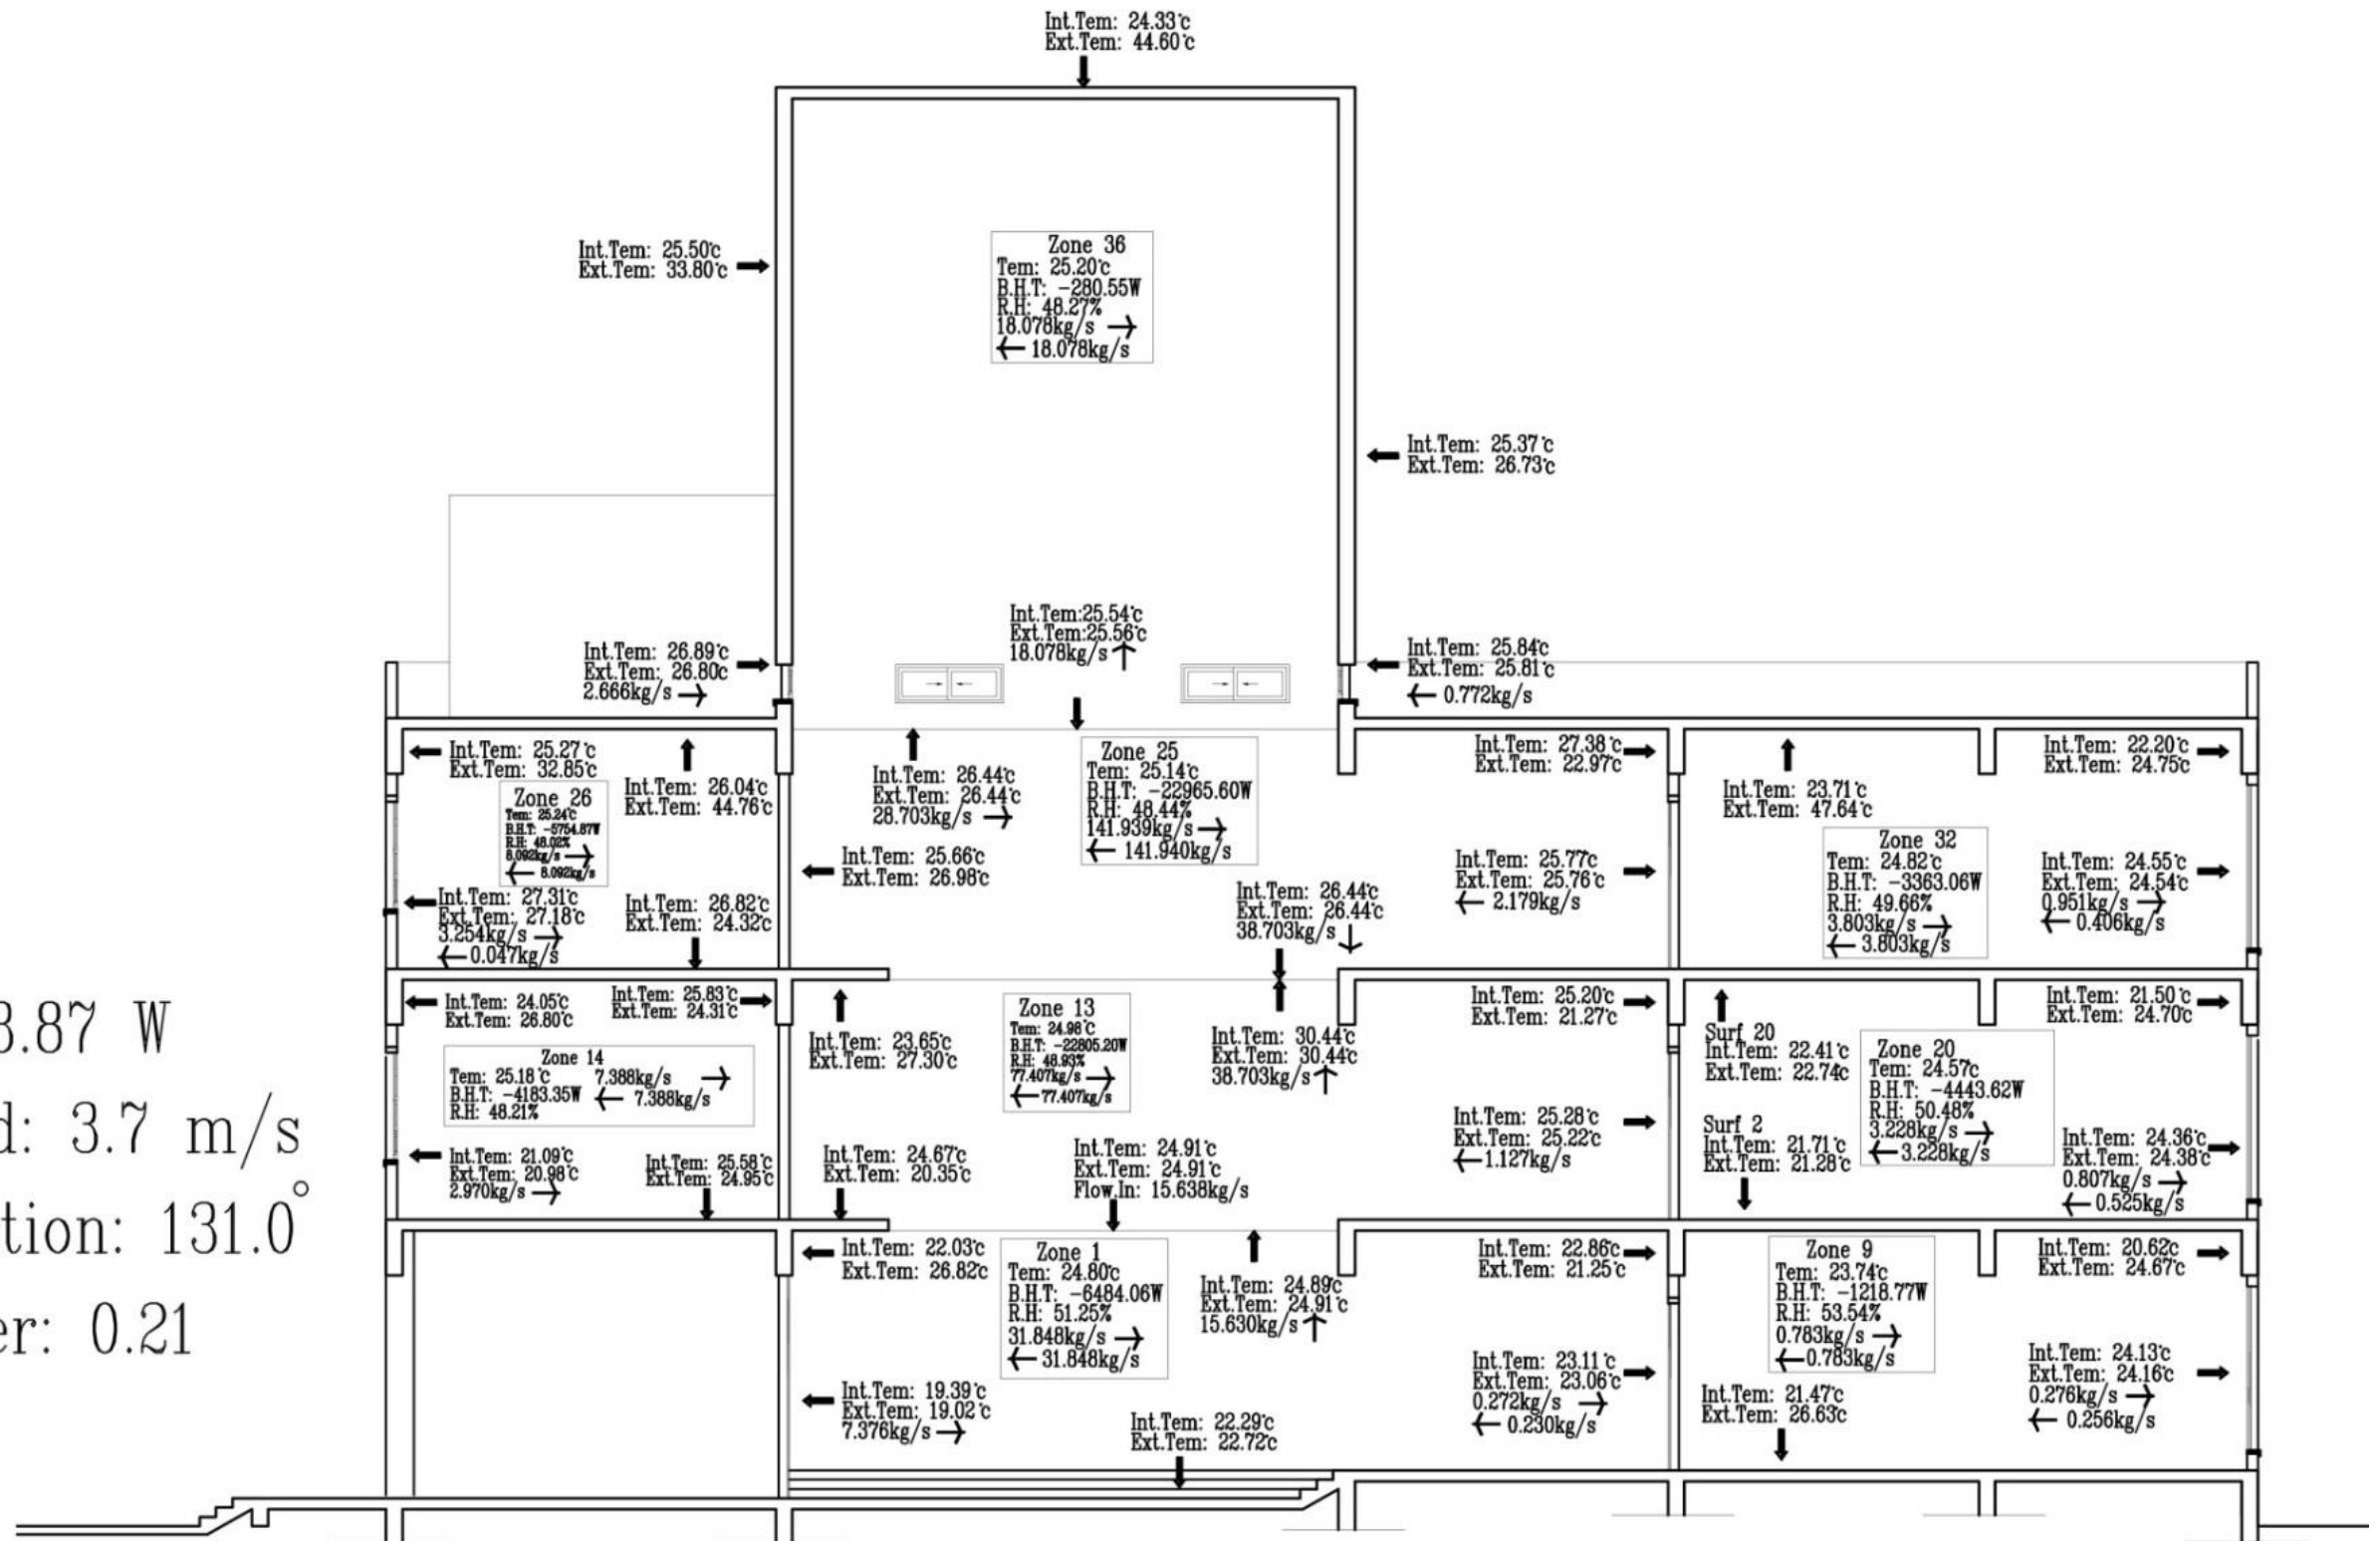 Int.Tem: 24.33°c
Ext.Tem: 44.60°c
Int.Tem: 25.50°c
Ext.Tem: 33.80°c
Zone 36
Tem: 25.20°c
B.H.T: -280.55W
R.H: 48.27%
18.078kg/s →
← 18.078kg/s
Int.Tem: 25.37°c
Ext.Tem: 26.73°c
Int.Tem: 26.89°c
Ext.Tem: 26.80°c
2.666kg/s →
Int.Tem:25.54°c
Ext.Tem:25.56°c
18.078kg/s ↑
Int.Tem: 25.84°c
Ext.Tem: 25.81°c
← 0.772kg/s
Int.Tem: 25.27°c
Ext.Tem: 32.85°c
Int.Tem: 26.04°c
Ext.Tem: 44.76°c
Zone 26
Tem: 25.24°c
B.H.T: -5754.87W
R.H: 48.02%
8.092kg/s →
← 8.092kg/s
Int.Tem: 27.31°c
Ext.Tem: 27.18°c
3.254kg/s →
← 0.047kg/s
Int.Tem: 26.82°c
Ext.Tem: 24.32°c
Int.Tem: 26.44°c
Ext.Tem: 26.44°c
28.703kg/s →
Int.Tem: 25.66°c
Ext.Tem: 26.98°c
Zone 25
Tem: 25.14°c
B.H.T: -22965.60W
R.H: 48.44%
141.939kg/s →
← 141.940kg/s
Int.Tem: 26.44°c
Ext.Tem: 26.44°c
38.703kg/s ↓
Int.Tem: 27.38°c
Ext.Tem: 22.97°c
Int.Tem: 25.77°c
Ext.Tem: 25.76°c
← 2.179kg/s
Int.Tem: 23.71°c
Ext.Tem: 47.64°c
Zone 32
Tem: 24.82°c
B.H.T: -3363.06W
R.H: 49.66%
3.803kg/s →
← 3.803kg/s
Int.Tem: 22.20°c
Ext.Tem: 24.75°c
Int.Tem: 24.55°c
Ext.Tem: 24.54°c
0.951kg/s →
← 0.406kg/s
3.87 W
d: 3.7 m/s
tion: 131.0°
er: 0.21
Int.Tem: 24.05°c
Ext.Tem: 26.80°c
Int.Tem: 25.83°c
Ext.Tem: 24.31°c
Zone 14
Tem: 25.18°c 7.388kg/s →
B.H.T: -4183.35W ← 7.388kg/s
R.H: 48.21%
Int.Tem: 21.09°c
Ext.Tem: 20.98°c
2.970kg/s →
Int.Tem: 25.58°c
Ext.Tem: 24.95°c
Int.Tem: 23.65°c
Ext.Tem: 27.30°c
Int.Tem: 24.67°c
Ext.Tem: 20.35°c
Zone 13
Tem: 24.98°c
B.H.T: -22805.20W
R.H: 48.93%
77.407kg/s →
← 77.407kg/s
Int.Tem: 30.44°c
Ext.Tem: 30.44°c
38.703kg/s ↑
Int.Tem: 24.91°c
Ext.Tem: 24.91°c
Flow.In: 15.638kg/s
Int.Tem: 25.20°c
Ext.Tem: 21.27°c
Int.Tem: 25.28°c
Ext.Tem: 25.22°c
← 1.127kg/s
Surf 20
Int.Tem: 22.41°c
Ext.Tem: 22.74°c
Surf 2
Int.Tem: 21.71°c
Ext.Tem: 21.28°c
Zone 20
Tem: 24.57°c
B.H.T: -4443.62W
R.H: 50.48%
3.228kg/s →
← 3.228kg/s
Int.Tem: 21.50°c
Ext.Tem: 24.70°c
Int.Tem: 24.36°c
Ext.Tem: 24.38°c
0.807kg/s →
← 0.525kg/s
Int.Tem: 22.03°c
Ext.Tem: 26.82°c
Int.Tem: 19.39°c
Ext.Tem: 19.02°c
7.376kg/s →
Zone 1
Tem: 24.80°c
B.H.T: -6484.06W
R.H: 51.25%
31.848kg/s →
← 31.848kg/s
Int.Tem: 24.89°c
Ext.Tem: 24.91°c
15.630kg/s ↑
Int.Tem: 22.29°c
Ext.Tem: 22.72°c
Int.Tem: 22.86°c
Ext.Tem: 21.25°c
Int.Tem: 23.11°c
Ext.Tem: 23.06°c
0.272kg/s →
← 0.230kg/s
Zone 9
Tem: 23.74°c
B.H.T: -1218.77W
R.H: 53.54%
0.783kg/s →
← 0.783kg/s
Int.Tem: 21.47°c
Ext.Tem: 26.63°c
Int.Tem: 20.62°c
Ext.Tem: 24.67°c
Int.Tem: 24.13°c
Ext.Tem: 24.16°c
0.276kg/s →
← 0.256kg/s